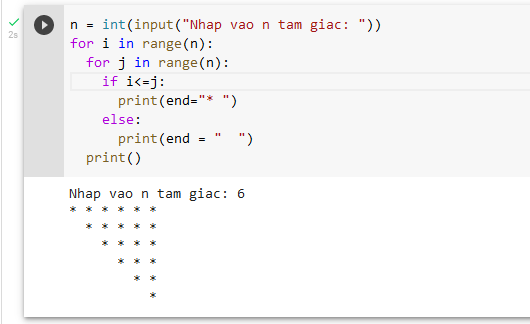 n = int(input("Nhap vao n tam giac: "))
for i in range(n):
  for j in range(n):
    if i<=j:
      print(end="* ")
    else:
      print(end = "  ")
  print()
2s
Nhap vao n tam giac: 6
* * * * * *
  * * * * *
    * * * *
      * * *
        * *
          *